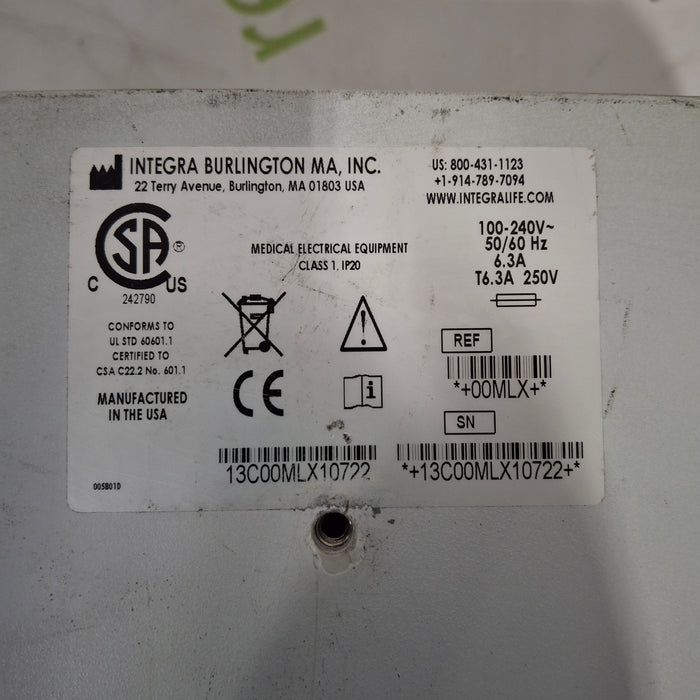 INTEGRA BURLINGTON MA, INC.
22 Terry Avenue, Burlington, MA 01803 USA
US: 800-431-1123
+1-914-789-7094
WWW.INTEGRALIFE.COM
CSA ®
C US
242790
MEDICAL ELECTRICAL EQUIPMENT
CLASS 1, IP20
100-240V~
50/60 Hz
6.3A
T6.3A 250V
CONFORMS TO
UL STD 60601.1
CERTIFIED TO
CSA C22.2 No. 601.1
MANUFACTURED
IN THE USA
CE
REF
*+00MLX+*
SN
13C00MLX10722
*+13C00MLX10722+*
005B01D